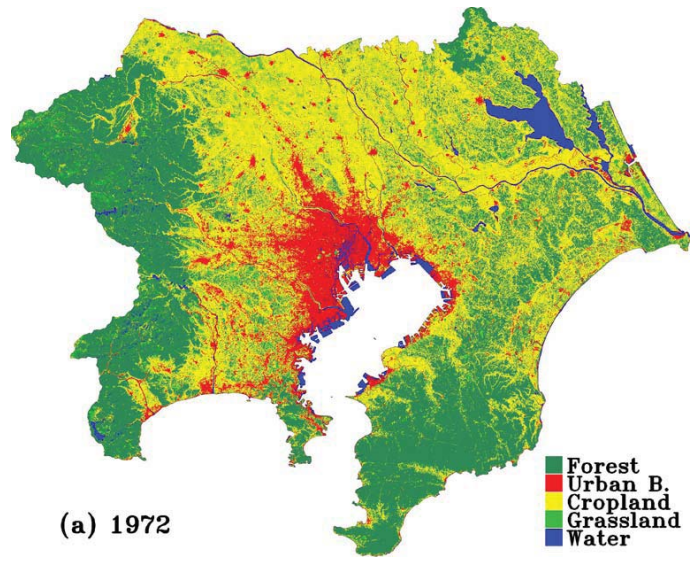 Forest
Urban B.
Cropland
Grassland
Water
(a) 1972